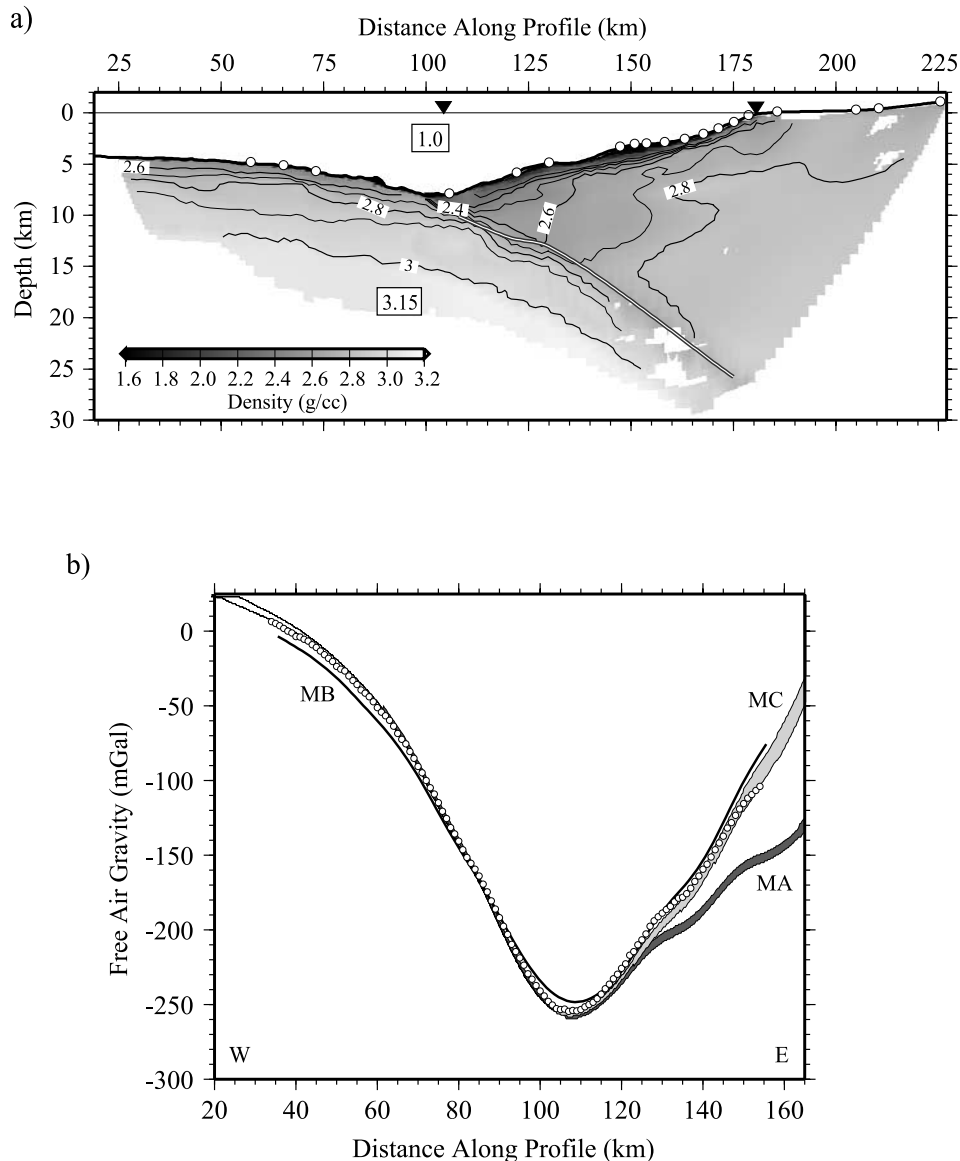 a)
Distance Along Profile (km)
25 50 75 100 125 150 175 200 225
0
5
10
15
20
25
30
Depth (km)
1.0
2.6
2.8
2.4
2.6
2.8
3
3.15
1.6 1.8 2.0 2.2 2.4 2.6 2.8 3.0 3.2
Density (g/cc)
b)
0
-50
-100
-150
-200
-250
-300
Free Air Gravity (mGal)
MB
MC
MA
W E
20 40 60 80 100 120 140 160
Distance Along Profile (km)